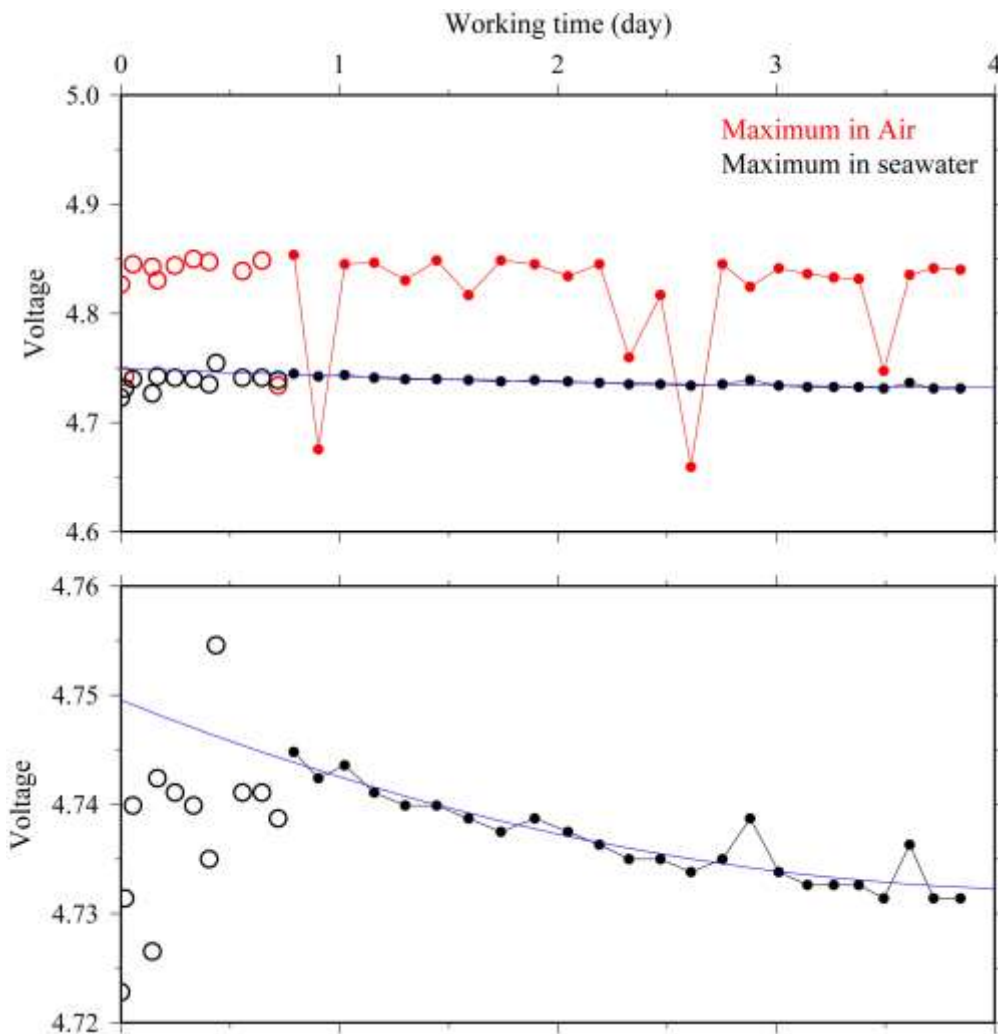 Working time (day)
0 1 2 3 4
5.0
Maximum in Air
Maximum in seawater
4.9
4.8
Voltage
4.7
4.6
4.76
4.75
4.74
Voltage
4.73
4.72